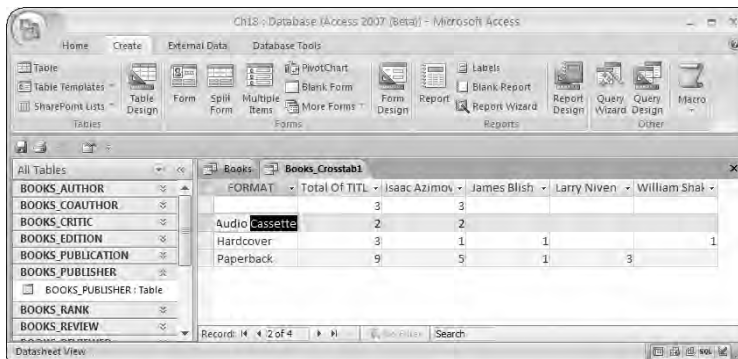 Ch18 : Database (Access 2007 (Beta)) - Microsoft Access
Home Create External Data Database Tools
Table
Table Templates
SharePoint Lists
Table Design
Tables
Form
Split Form
Multiple Items
PivotChart
Blank Form
More Forms
Form Design
Forms
Report
Labels
Blank Report
Report Wizard
Report Design
Reports
Query Wizard
Query Design
Macro
Other
All Tables
BOOKS_AUTHOR
BOOKS_COAUTHOR
BOOKS_CRITIC
BOOKS_EDITION
BOOKS_PUBLICATION
BOOKS_PUBLISHER
BOOKS_PUBLISHER : Table
BOOKS_RANK
BOOKS_REVIEW
Books Books_Crosstab1
FORMAT Total Of TITL Isaac Azimov James Blish Larry Niven William Shal
3 3
Audio Cassette 2 2
Hardcover 3 1 1 1
Paperback 9 5 1 3
Record: 2 of 4 No Filter Search
Datasheet View SQL